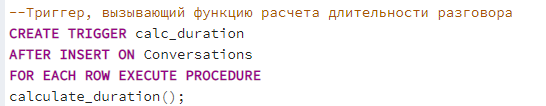 --Триггер, вызывающий функцию расчета длительности разговора
CREATE TRIGGER calc_duration
AFTER INSERT ON Conversations
FOR EACH ROW EXECUTE PROCEDURE
calculate_duration();